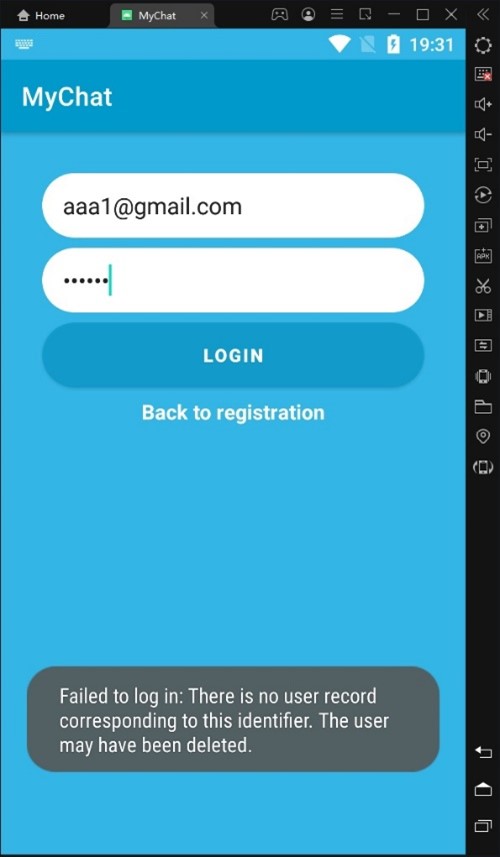 Home
MyChat
19:31
MyChat
aaa1@gmail.com
••••••
LOGIN
Back to registration
Failed to log in: There is no user record
corresponding to this identifier. The user
may have been deleted.
APK